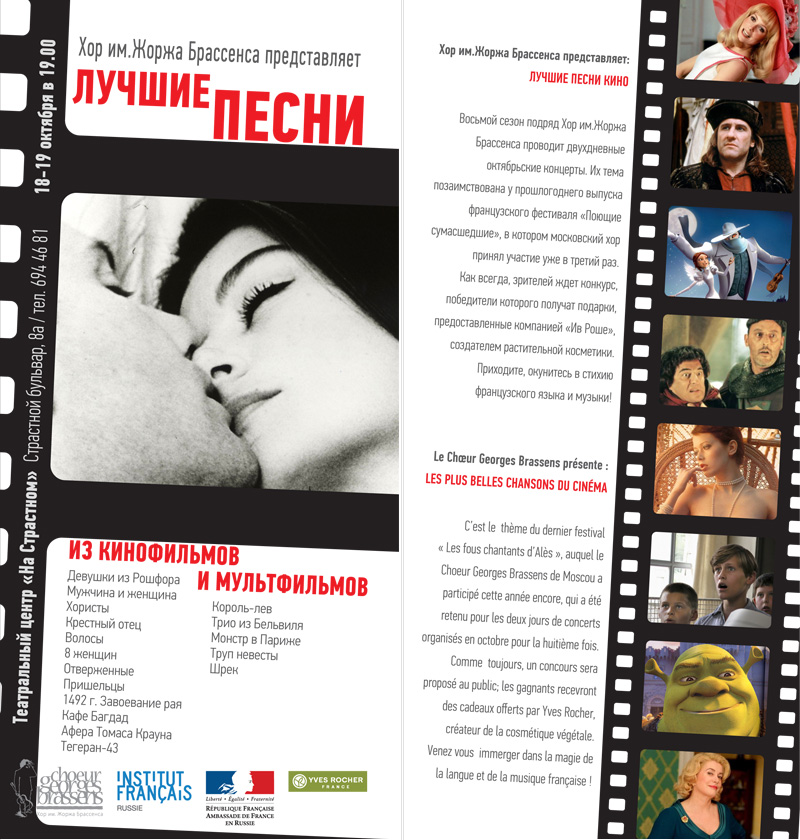 Хор им.Жоржа Брассенса представляет
ЛУЧШИЕ
ПЕСНИ
18-19 октября в 19.00
Театральный центр «На Страстном» Страстной бульвар, 8а / тел. 694 46 81
ИЗ КИНОФИЛЬМОВ
И МУЛЬТФИЛЬМОВ
Девушки из Рошфора
Мужчина и женщина
Хористы
Крестный отец
Волосы
8 женщин
Отверженные
Пришельцы
1492 г. Завоевание рая
Кафе Багдад
Афера Томаса Крауна
Тегеран-43
Король-лев
Трио из Бельвиля
Монстр в Париже
Труп невесты
Шрек
choeur
georges
brassens
Хор им. Жоржа Брассенса
INSTITUT
FRANÇAIS
RUSSIE
Liberté • Égalité • Fraternité
RÉPUBLIQUE FRANÇAISE
AMBASSADE DE FRANCE
EN RUSSIE
YVES ROCHER
FRANCE
Хор им.Жоржа Брассенса представляет:
ЛУЧШИЕ ПЕСНИ КИНО
Восьмой сезон подряд Хор им.Жоржа
Брассенса проводит двухдневные
октябрьские концерты. Их тема
позаимствована у прошлогоднего выпуска
французского фестиваля «Поющие
сумасшедшие», в котором московский хор
принял участие уже в третий раз.
Как всегда, зрителей ждет конкурс,
победители которого получат подарки,
предоставленные компанией «Ив Роше»,
создателем растительной косметики.
Приходите, окунитесь в стихию
французского языка и музыки!
Le Chœur Georges Brassens présente :
LES PLUS BELLES CHANSONS DU CINÉMA
C'est le thème du dernier festival
« Les fous chantants d'Alès », auquel le
Choeur Georges Brassens de Moscou a
participé cette année encore, qui a été
retenu pour les deux jours de concerts
organisés en octobre pour la huitième fois.
Comme toujours, un concours sera
proposé au public; les gagnants recevront
des cadeaux offerts par Yves Rocher,
créateur de la cosmétique végétale.
Venez vous immerger dans la magie de
la langue et de la musique française !